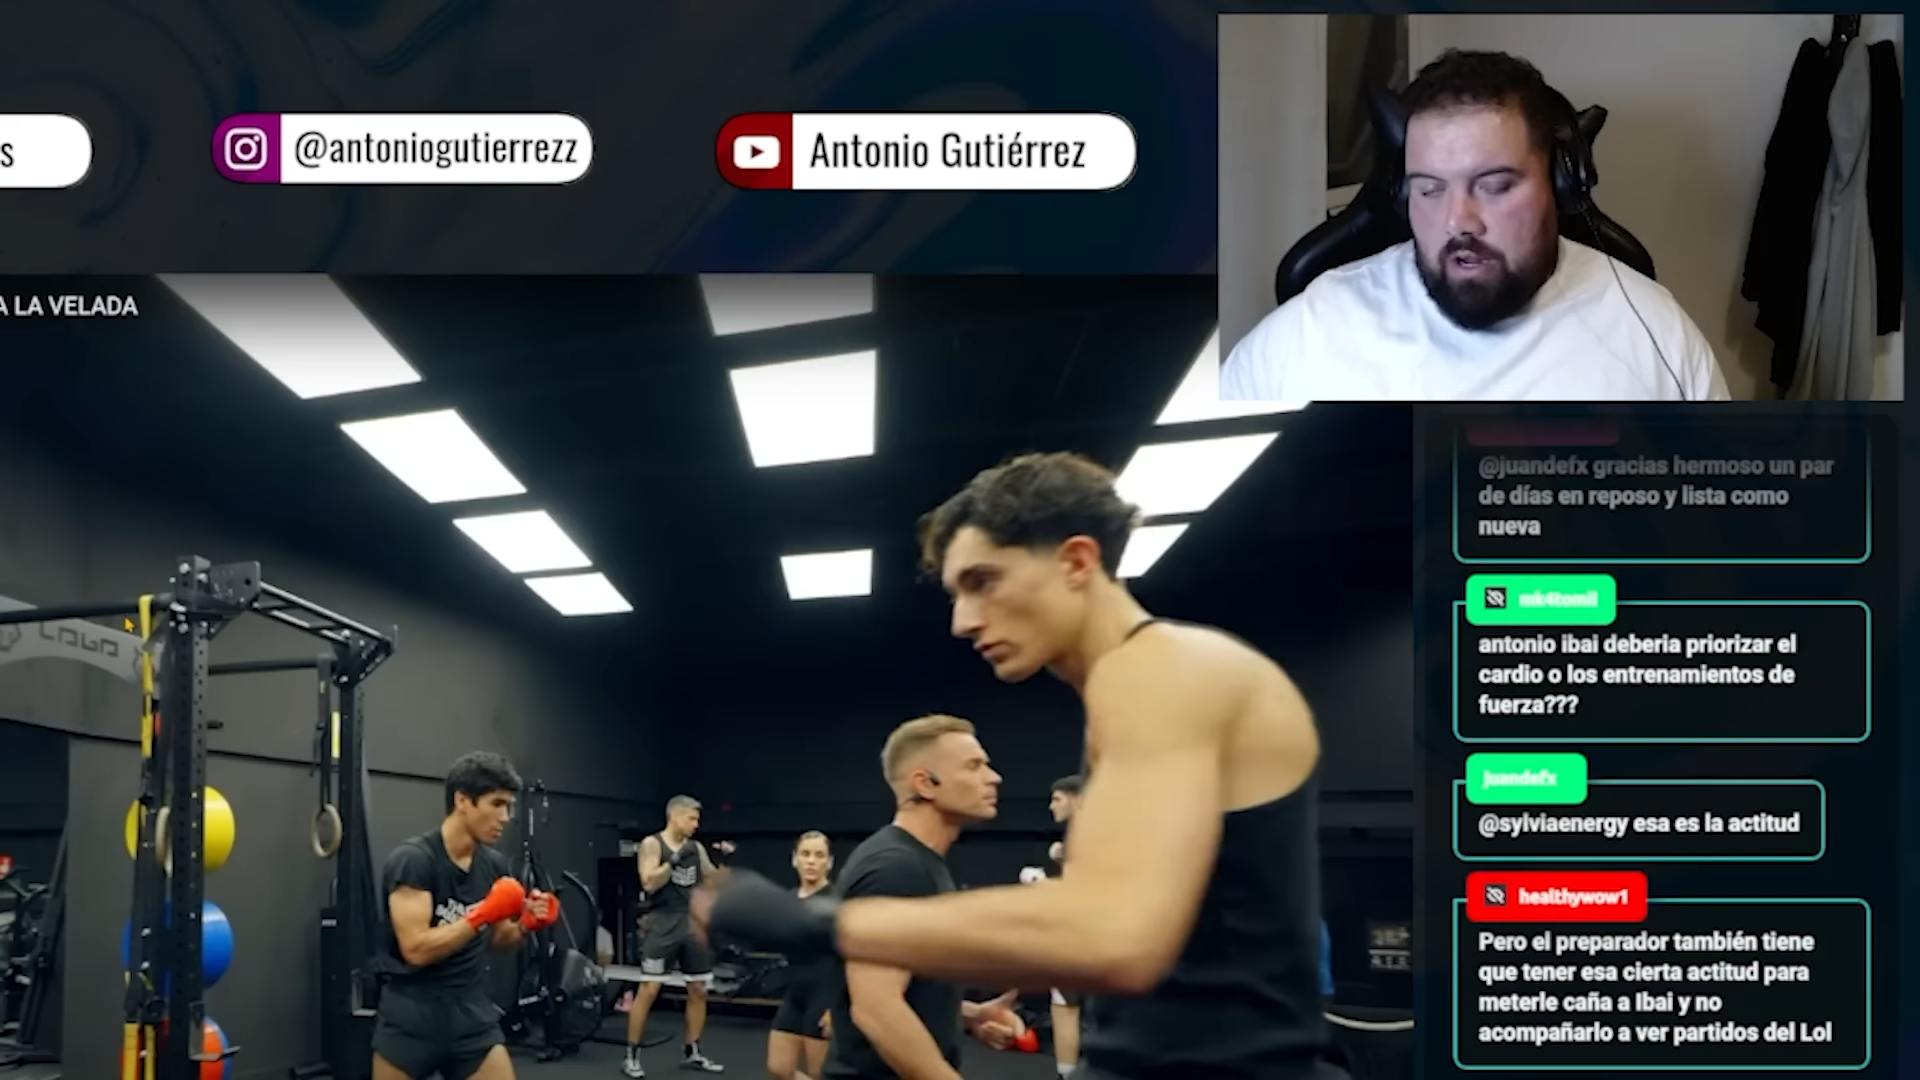 s
@antoniogutierrezz
Antonio Gutiérrez
A LA VELADA
@juandefx gracias hermoso un par
de días en reposo y lista como
nueva
mk4tomil
antonio ibai deberia priorizar el
cardio o los entrenamientos de
fuerza???
juandefx
@sylviaenergy esa es la actitud
healthywow1
Pero el preparador también tiene
que tener esa cierta actitud para
meterle caña a Ibai y no
acompañarlo a ver partidos del Lol